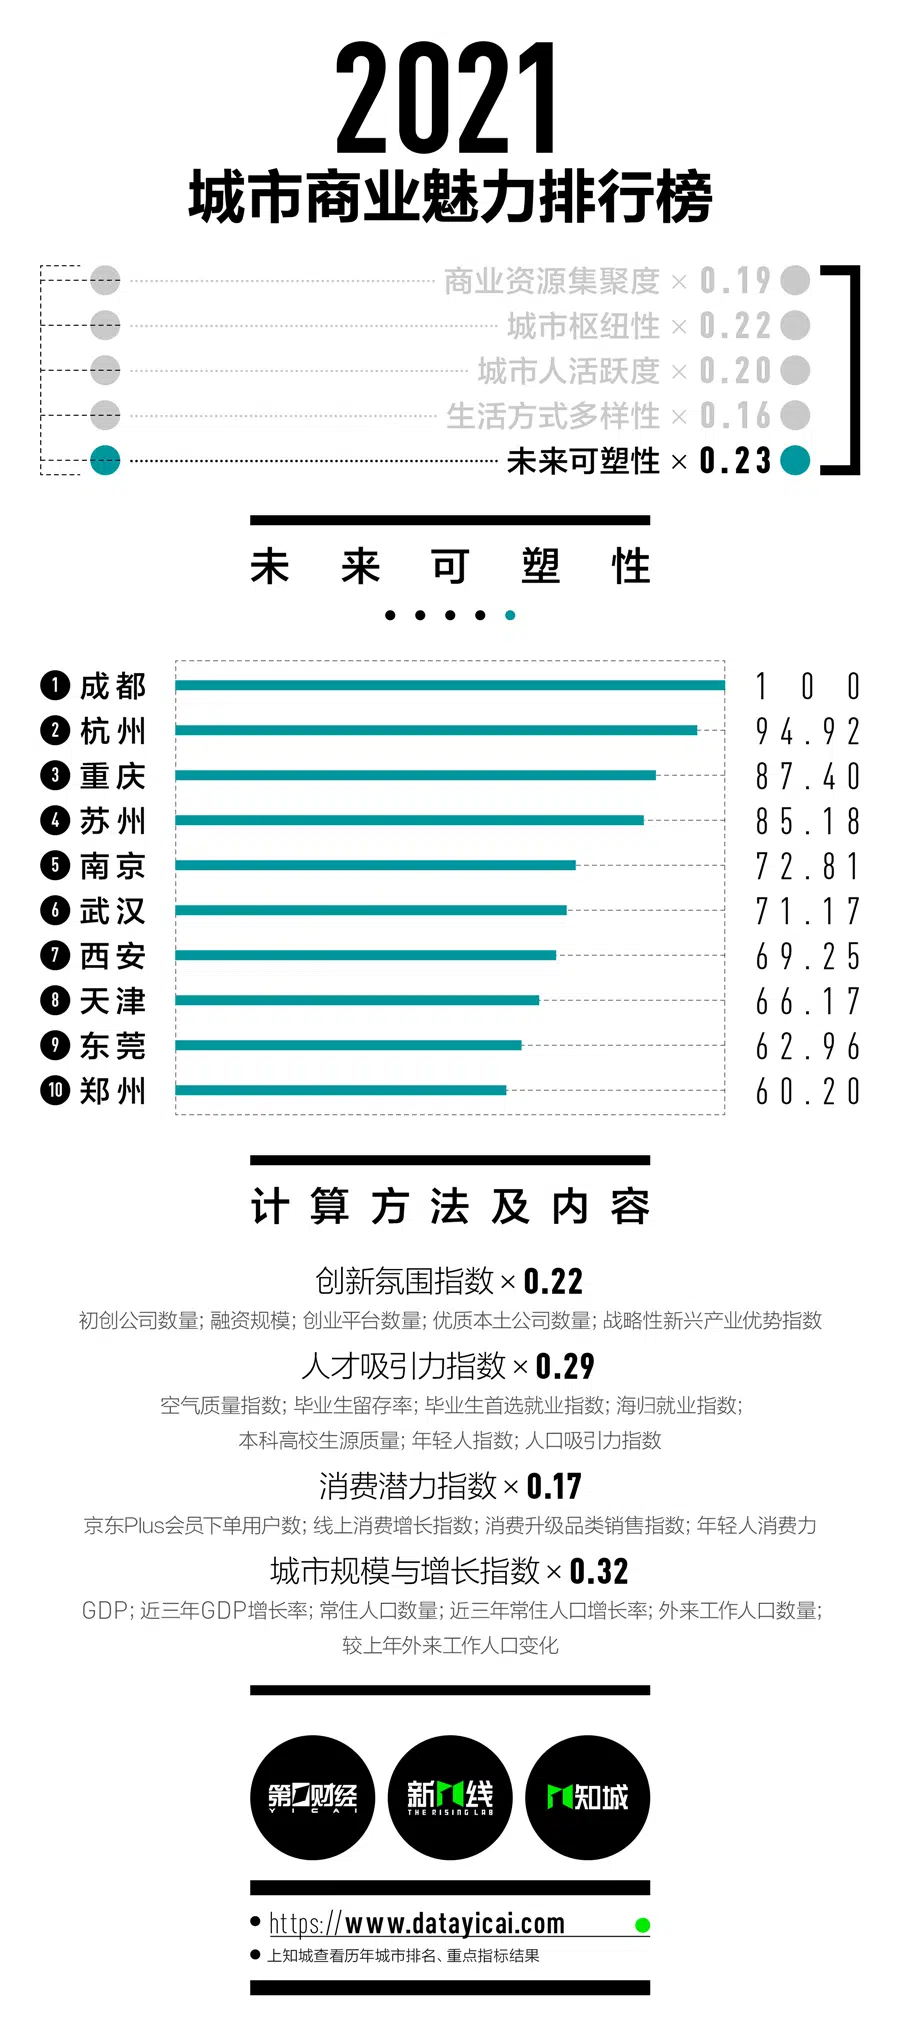 2021
城市商业魅力排行榜
商业资源集聚度 × 0.19
城市枢纽性 × 0.22
城市人活跃度 × 0.20
生活方式多样性 × 0.16
未来可塑性 × 0.23
未来可塑性
1 成都 100
2 杭州 94.92
3 重庆 87.40
4 苏州 85.18
5 南京 72.81
6 武汉 71.17
7 西安 69.25
8 天津 66.17
9 东莞 62.96
10 郑州 60.20
计算方法及内容
创新氛围指数 × 0.22
初创公司数量; 融资规模; 创业平台数量; 优质本土公司数量; 战略性新兴产业优势指数
人才吸引力指数 × 0.29
空气质量指数; 毕业生留存率; 毕业生首选就业指数; 海归就业指数;
本科高校生源质量; 年轻人指数; 人口吸引力指数
消费潜力指数 × 0.17
京东Plus会员下单用户数; 线上消费增长指数; 消费升级品类销售指数; 年轻人消费力
城市规模与增长指数 × 0.32
GDP; 近三年GDP增长率; 常住人口数量; 近三年常住人口增长率; 外来工作人口数量;
较上年外来工作人口变化
第一财经 新一线 知城
YICAI THE RISING LAB
https://www.datayicai.com
上知城查看历年城市排名、重点指标结果